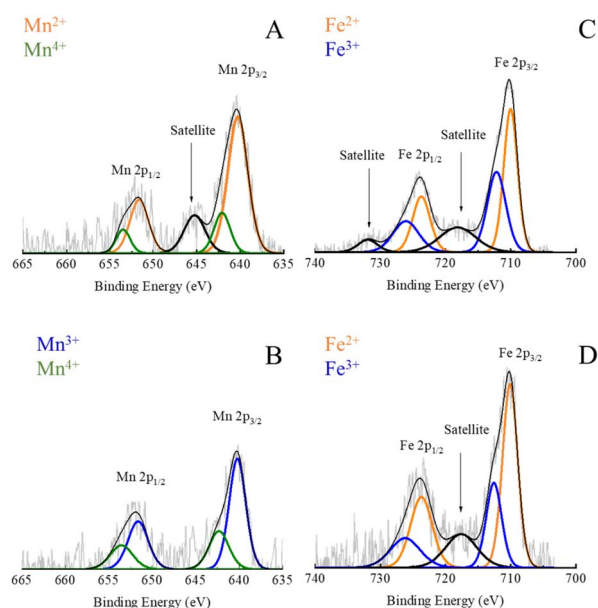 Mn²⁺
Mn⁴⁺
A
Mn 2p₃/₂
Satellite
Mn 2p₁/₂
665 660 655 650 645 640 635
Binding Energy (eV)
Fe²⁺
Fe³⁺
C
Fe 2p₃/₂
Satellite
Fe 2p₁/₂
Satellite
740 730 720 710 700
Binding Energy (eV)
Mn³⁺
Mn⁴⁺
B
Mn 2p₃/₂
Mn 2p₁/₂
665 660 655 650 645 640 635
Binding Energy (eV)
Fe²⁺
Fe³⁺
D
Fe 2p₃/₂
Satellite
Fe 2p₁/₂
740 730 720 710 700
Binding Energy (eV)